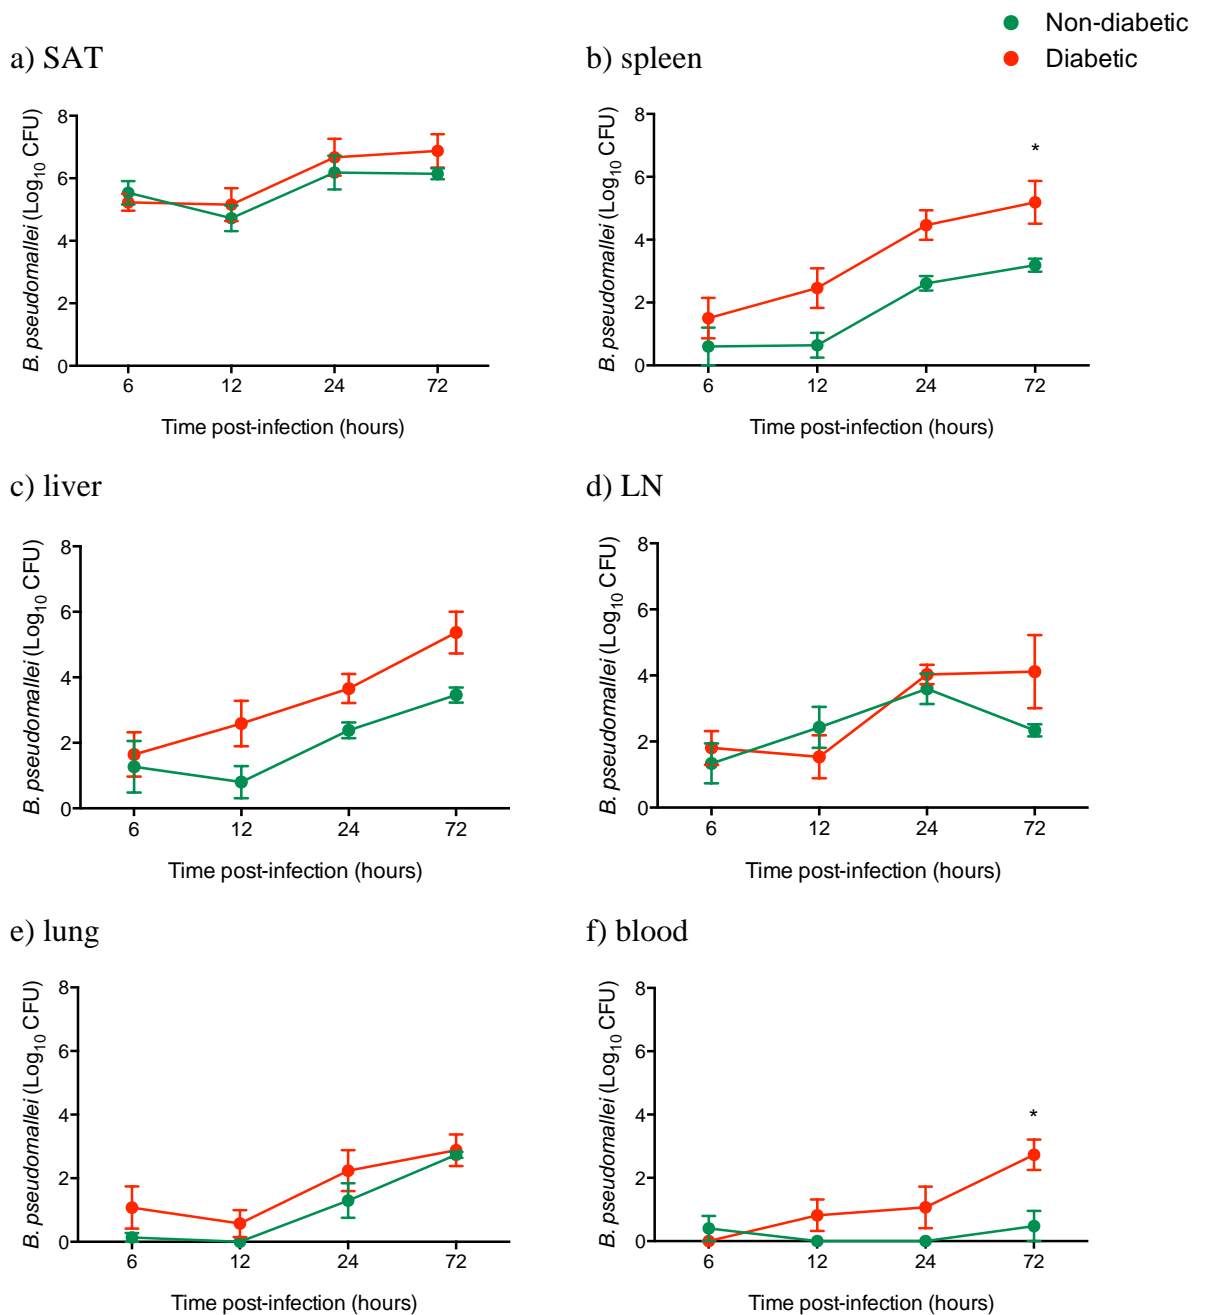 Non-diabetic
Diabetic
a) SAT
B. pseudomallei (Log10 CFU)
8
6
4
2
0
6 12 24 72
Time post-infection (hours)
b) spleen
B. pseudomallei (Log10 CFU)
8
6
4
2
0
*
6 12 24 72
Time post-infection (hours)
c) liver
B. pseudomallei (Log10 CFU)
8
6
4
2
0
6 12 24 72
Time post-infection (hours)
d) LN
B. pseudomallei (Log10 CFU)
8
6
4
2
0
6 12 24 72
Time post-infection (hours)
e) lung
B. pseudomallei (Log10 CFU)
8
6
4
2
0
6 12 24 72
Time post-infection (hours)
f) blood
B. pseudomallei (Log10 CFU)
8
6
4
2
0
*
6 12 24 72
Time post-infection (hours)